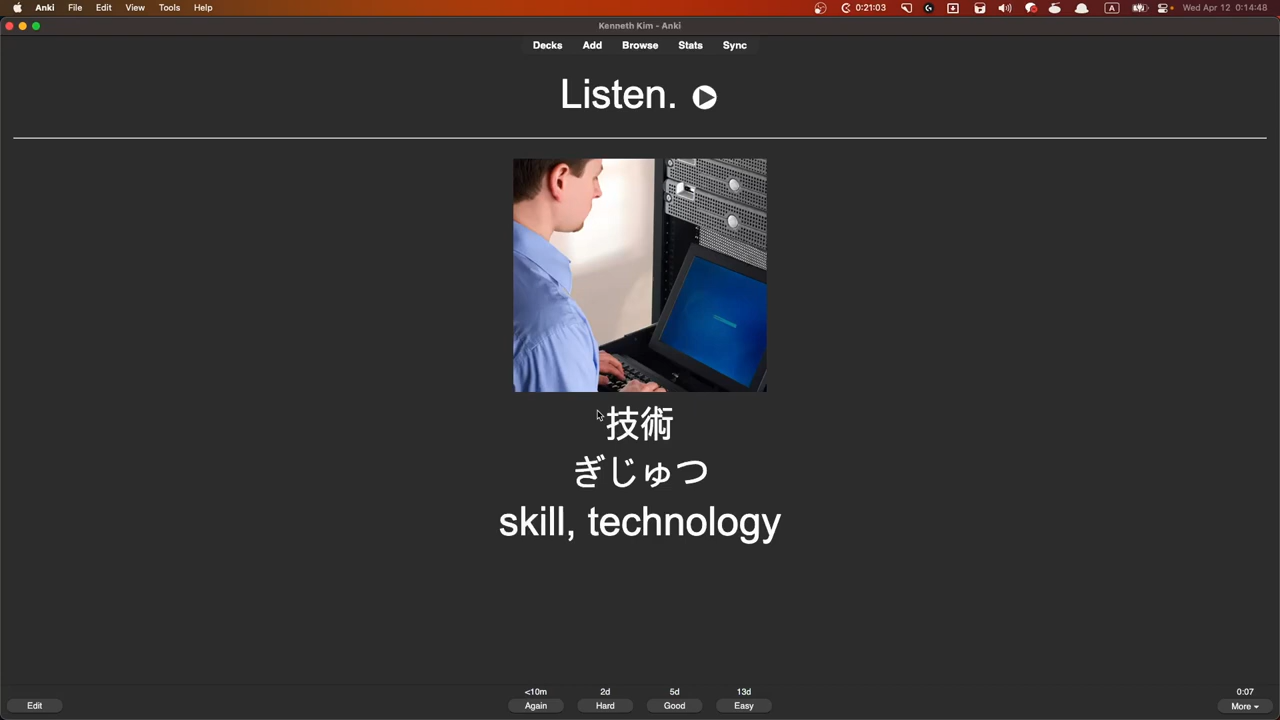 Anki File Edit View Tools Help 0:21:03 A Wed Apr 12 0:14:48
Kenneth Kim - Anki
Decks Add Browse Stats Sync
Listen.
技術
ぎじゅつ
skill, technology
<10m 2d 5d 13d 0:07
Edit Again Hard Good Easy More